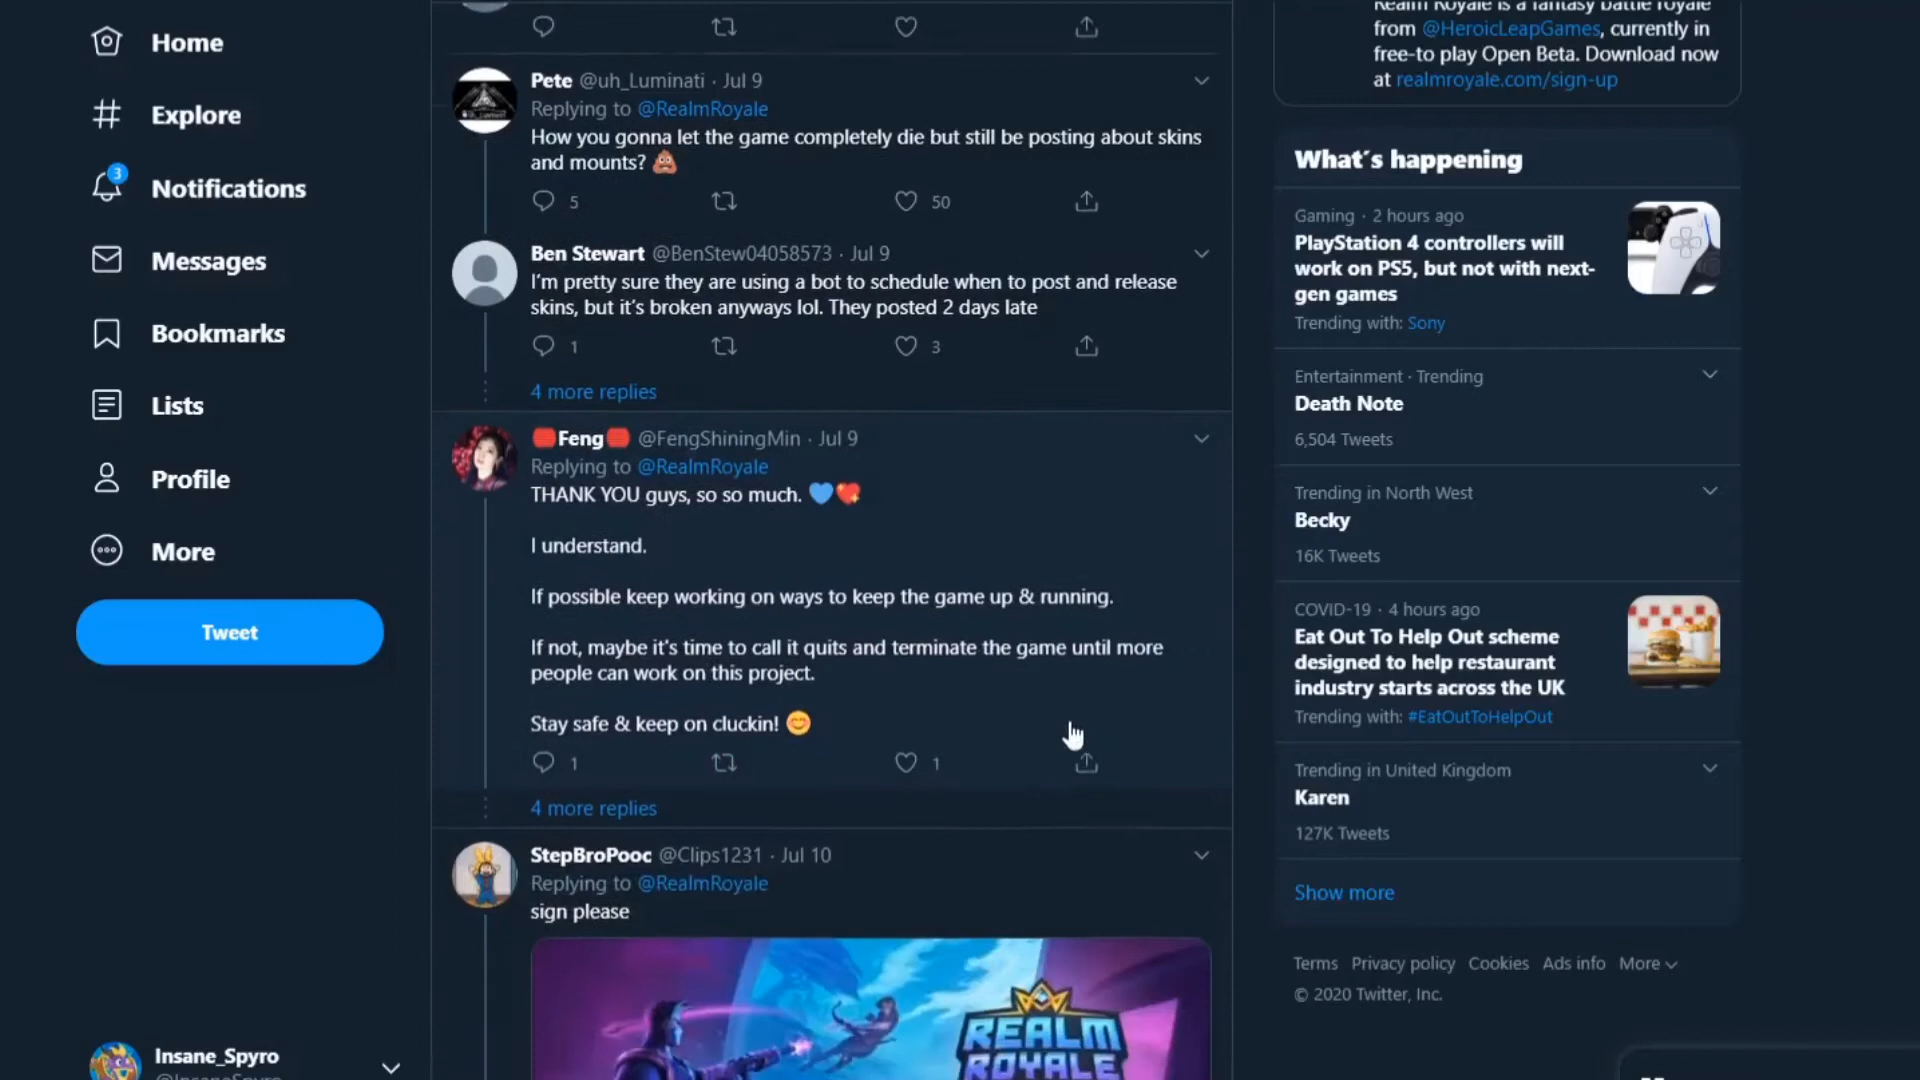 Home
Explore
3
Notifications
Messages
Bookmarks
Lists
Profile
More
Tweet
Insane_Spyro
@InsaneSpyro
Pete @uh_Luminati · Jul 9
Replying to @RealmRoyale
How you gonna let the game completely die but still be posting about skins
and mounts? 💩
5
50
Ben Stewart @BenStew04058573 · Jul 9
I'm pretty sure they are using a bot to schedule when to post and release
skins, but it's broken anyways lol. They posted 2 days late
1
3
4 more replies
Feng @FengShiningMin · Jul 9
Replying to @RealmRoyale
THANK YOU guys, so so much. 💙💖
I understand.
If possible keep working on ways to keep the game up & running.
If not, maybe it's time to call it quits and terminate the game until more
people can work on this project.
Stay safe & keep on cluckin! 😊
1
1
4 more replies
StepBroPooc @Clips1231 · Jul 10
Replying to @RealmRoyale
sign please
REALM
ROYALE
Realm Royale is a fantasy battle royale
from @HeroicLeapGames, currently in
free-to play Open Beta. Download now
at realmroyale.com/sign-up
What´s happening
Gaming · 2 hours ago
PlayStation 4 controllers will
work on PS5, but not with next-
gen games
Trending with: Sony
Entertainment · Trending
Death Note
6,504 Tweets
Trending in North West
Becky
16K Tweets
COVID-19 · 4 hours ago
Eat Out To Help Out scheme
designed to help restaurant
industry starts across the UK
Trending with: #EatOutToHelpOut
Trending in United Kingdom
Karen
127K Tweets
Show more
Terms Privacy policy Cookies Ads info More
© 2020 Twitter, Inc.